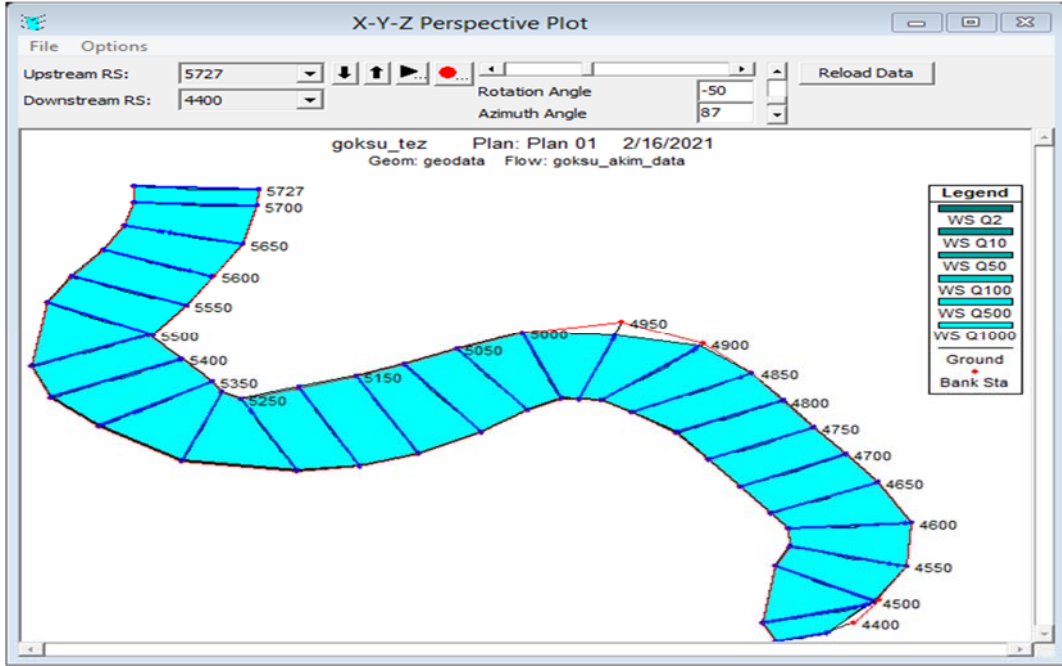 X-Y-Z Perspective Plot
File Options
Upstream RS: 5727
Downstream RS: 4400
Rotation Angle -50
Azimuth Angle 87
Reload Data
goksu_tez Plan: Plan 01 2/16/2021
Geom: geodata Flow: goksu_akim_data
Legend
WS Q2
WS Q10
WS Q50
WS Q100
WS Q500
WS Q1000
Ground
Bank Sta
5727
5700
5650
5600
5550
5500
5400
5350
5250
5150
5050
5000
4950
4900
4850
4800
4750
4700
4650
4600
4550
4500
4400